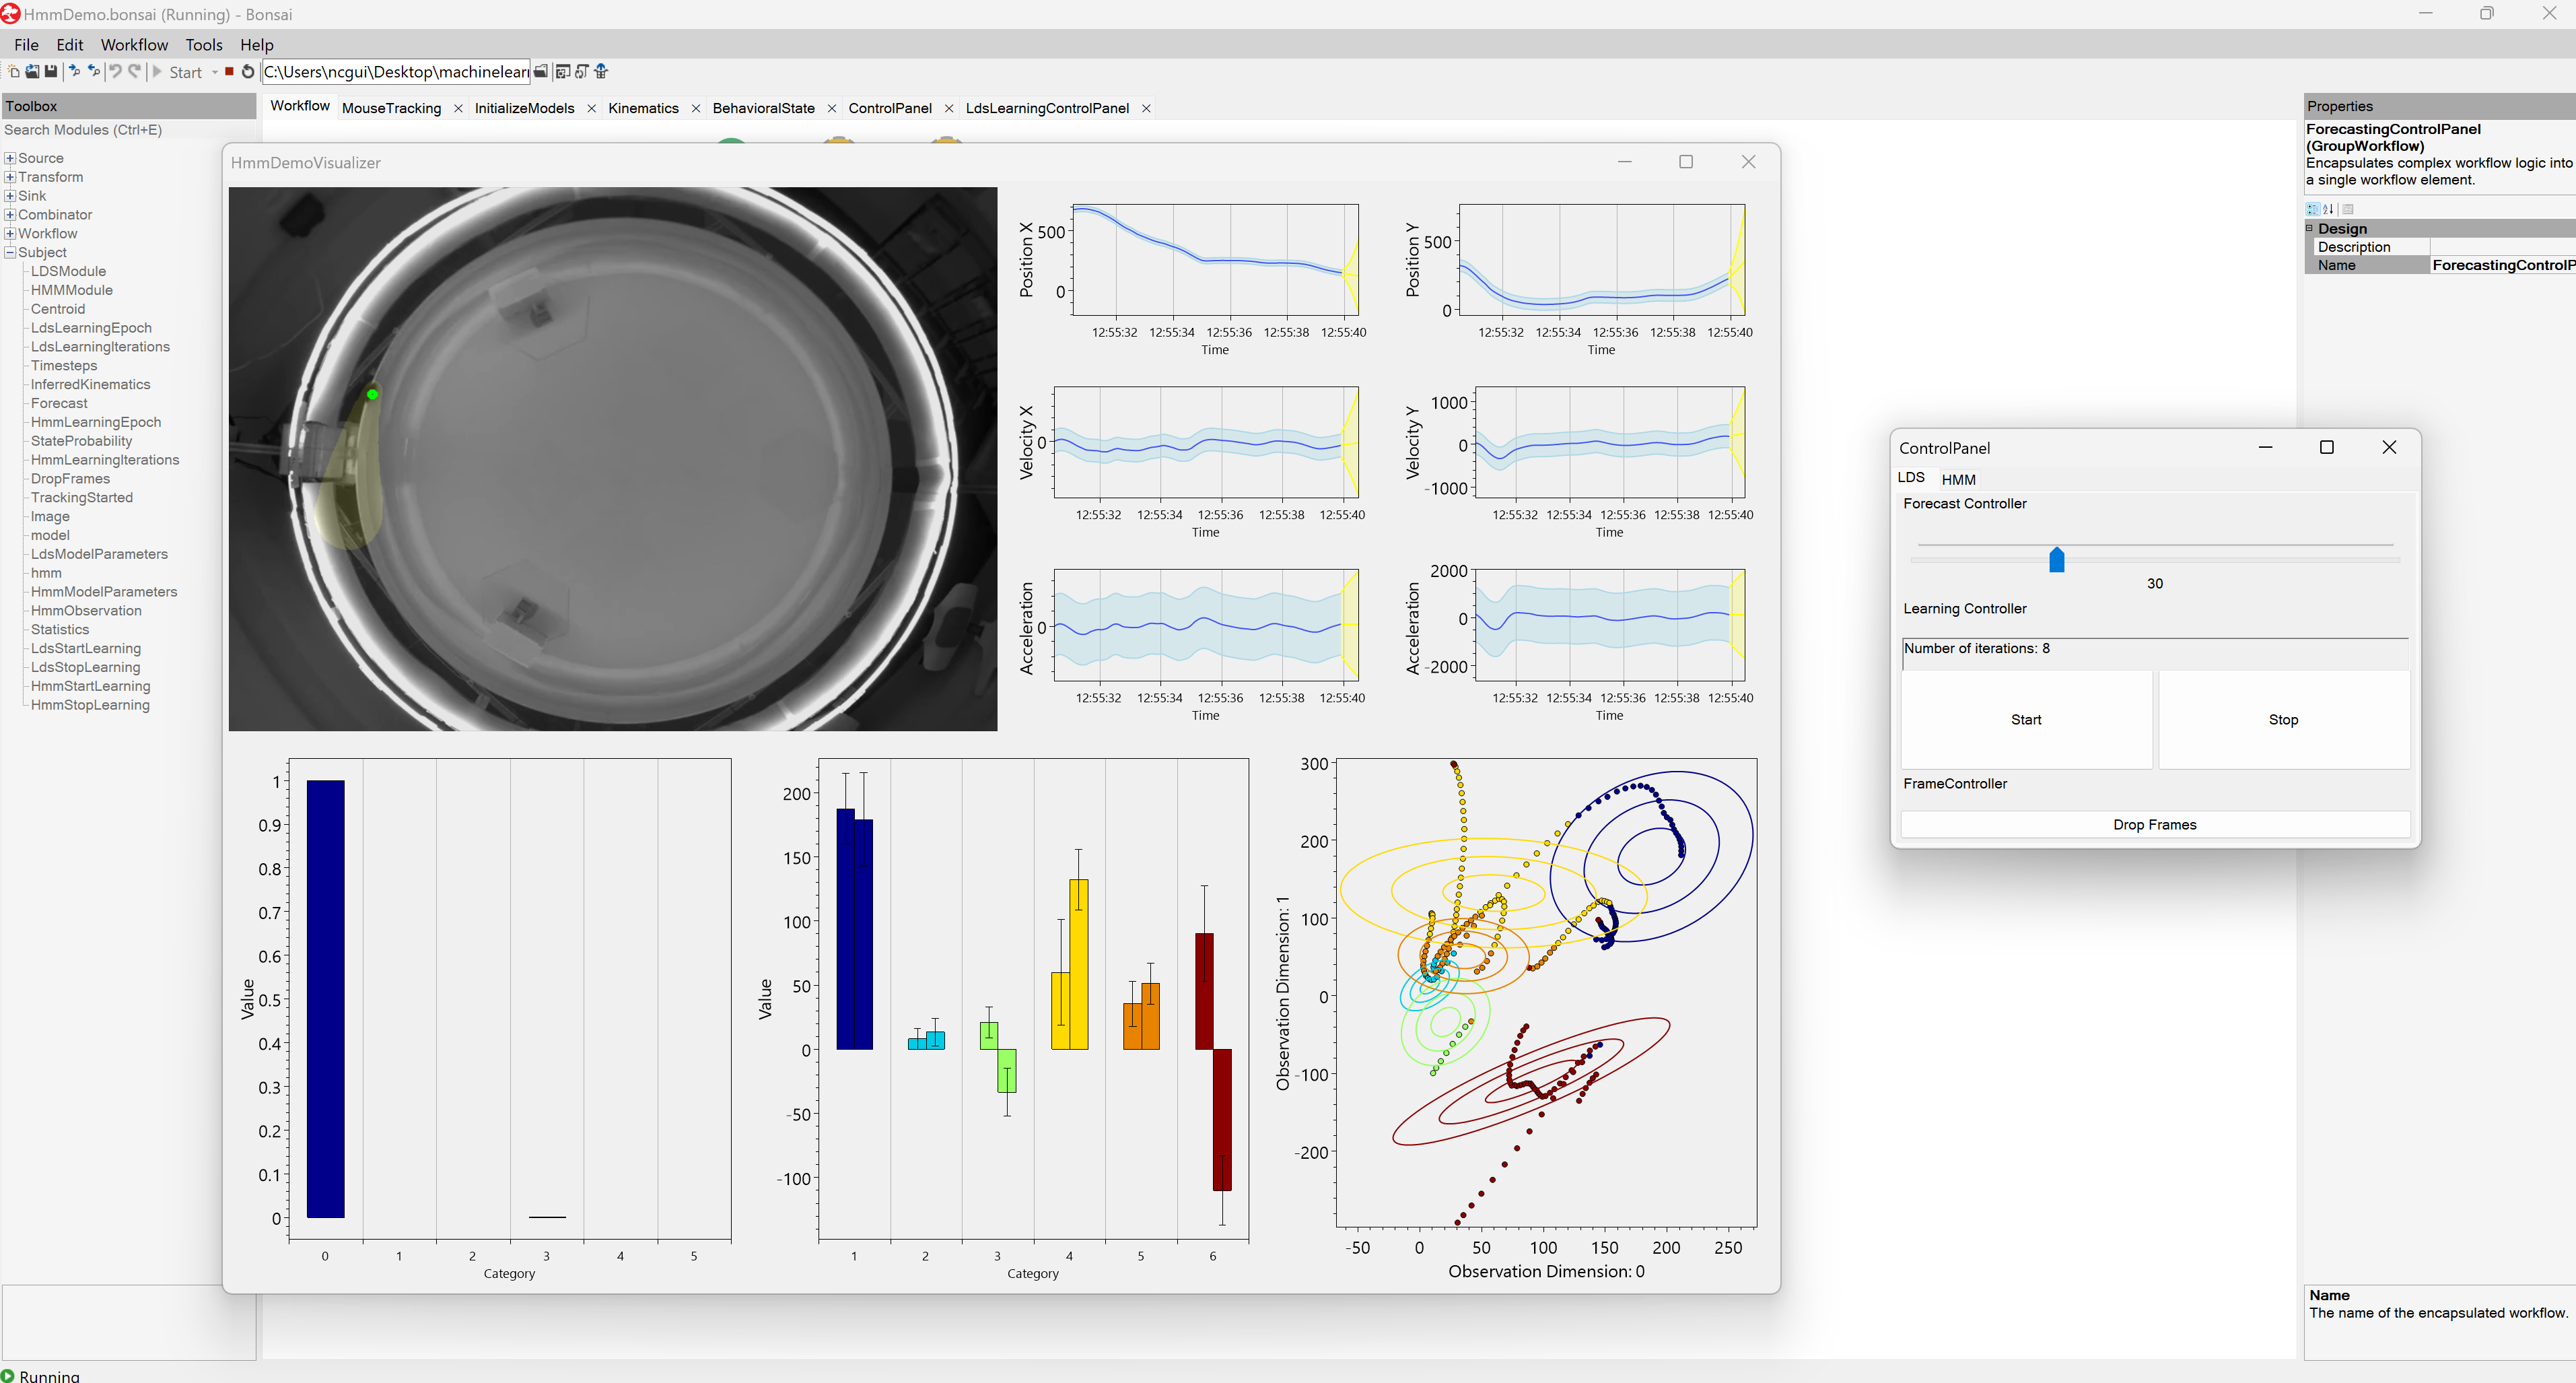 HmmDemo.bonsai (Running) - Bonsai
File Edit Workflow Tools Help
Start C:\Users\ncgui\Desktop\machinelearn
Toolbox
Search Modules (Ctrl+E)
Source
Transform
Sink
Combinator
Workflow
Subject
LDSModule
HMMModule
Centroid
LdsLearningEpoch
LdsLearningIterations
Timesteps
InferredKinematics
Forecast
HmmLearningEpoch
StateProbability
HmmLearningIterations
DropFrames
TrackingStarted
Image
model
LdsModelParameters
hmm
HmmModelParameters
HmmObservation
Statistics
LdsStartLearning
LdsStopLearning
HmmStartLearning
HmmStopLearning
Running
Workflow MouseTracking InitializeModels Kinematics BehavioralState ControlPanel LdsLearningControlPanel
HmmDemoVisualizer
Position X
500
0
12:55:32 12:55:34 12:55:36 12:55:38 12:55:40
Time
Position Y
500
0
12:55:32 12:55:34 12:55:36 12:55:38 12:55:40
Time
Velocity X
0
12:55:32 12:55:34 12:55:36 12:55:38 12:55:40
Time
Velocity Y
1000
0
-1000
12:55:32 12:55:34 12:55:36 12:55:38 12:55:40
Time
Acceleration
0
12:55:32 12:55:34 12:55:36 12:55:38 12:55:40
Time
Acceleration
2000
0
-2000
12:55:32 12:55:34 12:55:36 12:55:38 12:55:40
Time
Value
1
0.9
0.8
0.7
0.6
0.5
0.4
0.3
0.2
0.1
0
0 1 2 3 4 5
Category
Value
200
150
100
50
0
-50
-100
1 2 3 4 5 6
Category
Observation Dimension: 1
300
200
100
0
-100
-200
-50 0 50 100 150 200 250
Observation Dimension: 0
ControlPanel
LDS HMM
Forecast Controller
30
Learning Controller
Number of iterations: 8
Start Stop
FrameController
Drop Frames
Properties
ForecastingControlPanel
(GroupWorkflow)
Encapsulates complex workflow logic into
a single workflow element.
Design
Description
Name ForecastingControlP
Name
The name of the encapsulated workflow.